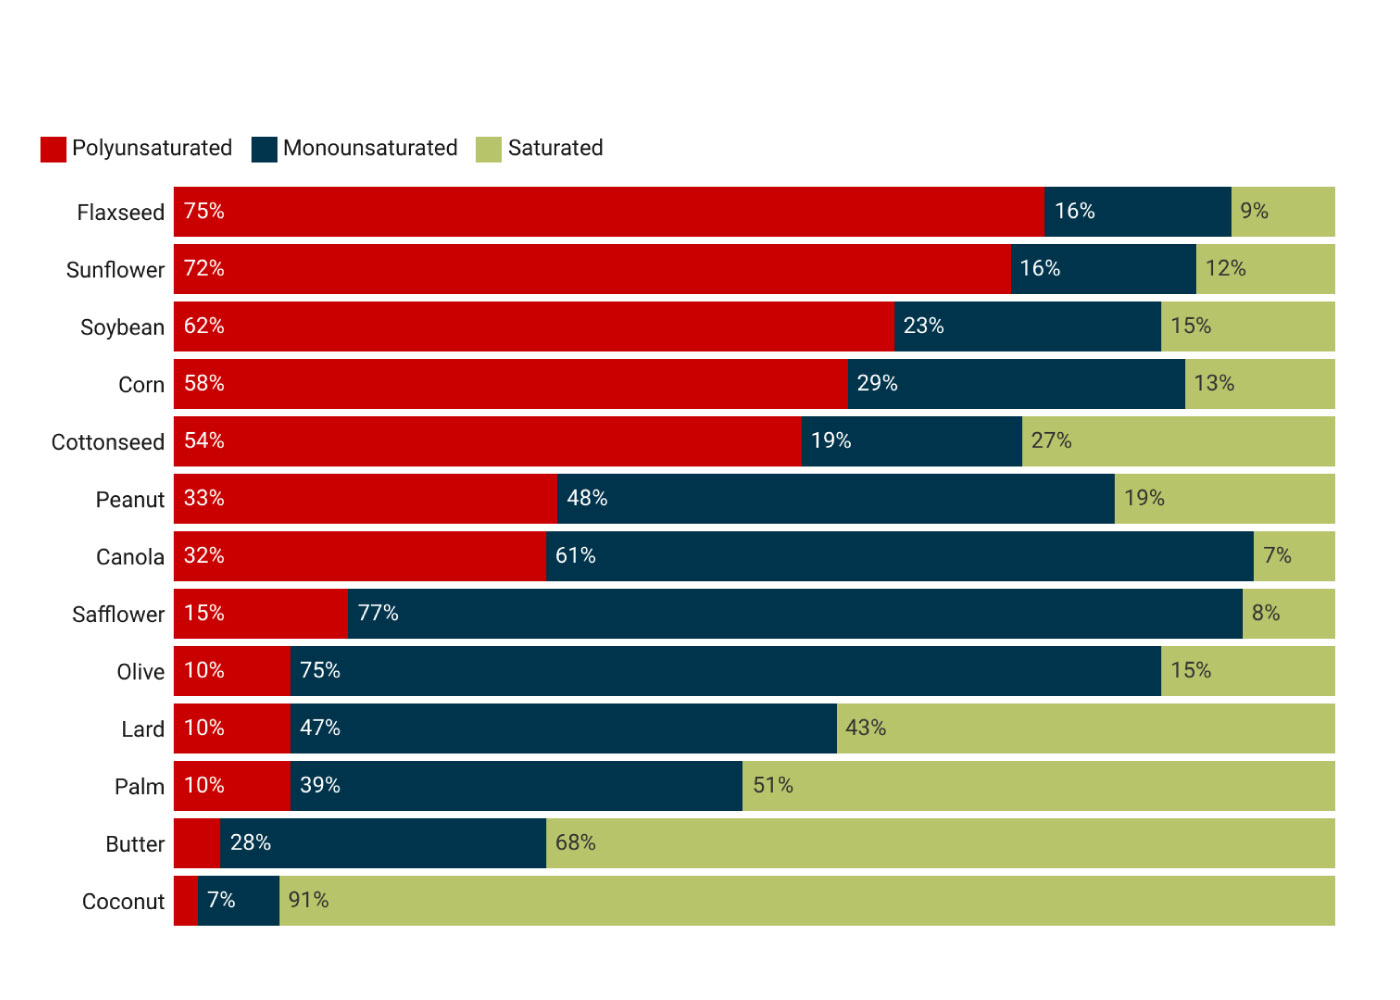 Polyunsaturated Monounsaturated Saturated
Flaxseed 75% 16% 9%
Sunflower 72% 16% 12%
Soybean 62% 23% 15%
Corn 58% 29% 13%
Cottonseed 54% 19% 27%
Peanut 33% 48% 19%
Canola 32% 61% 7%
Safflower 15% 77% 8%
Olive 10% 75% 15%
Lard 10% 47% 43%
Palm 10% 39% 51%
Butter 28% 68%
Coconut 7% 91%